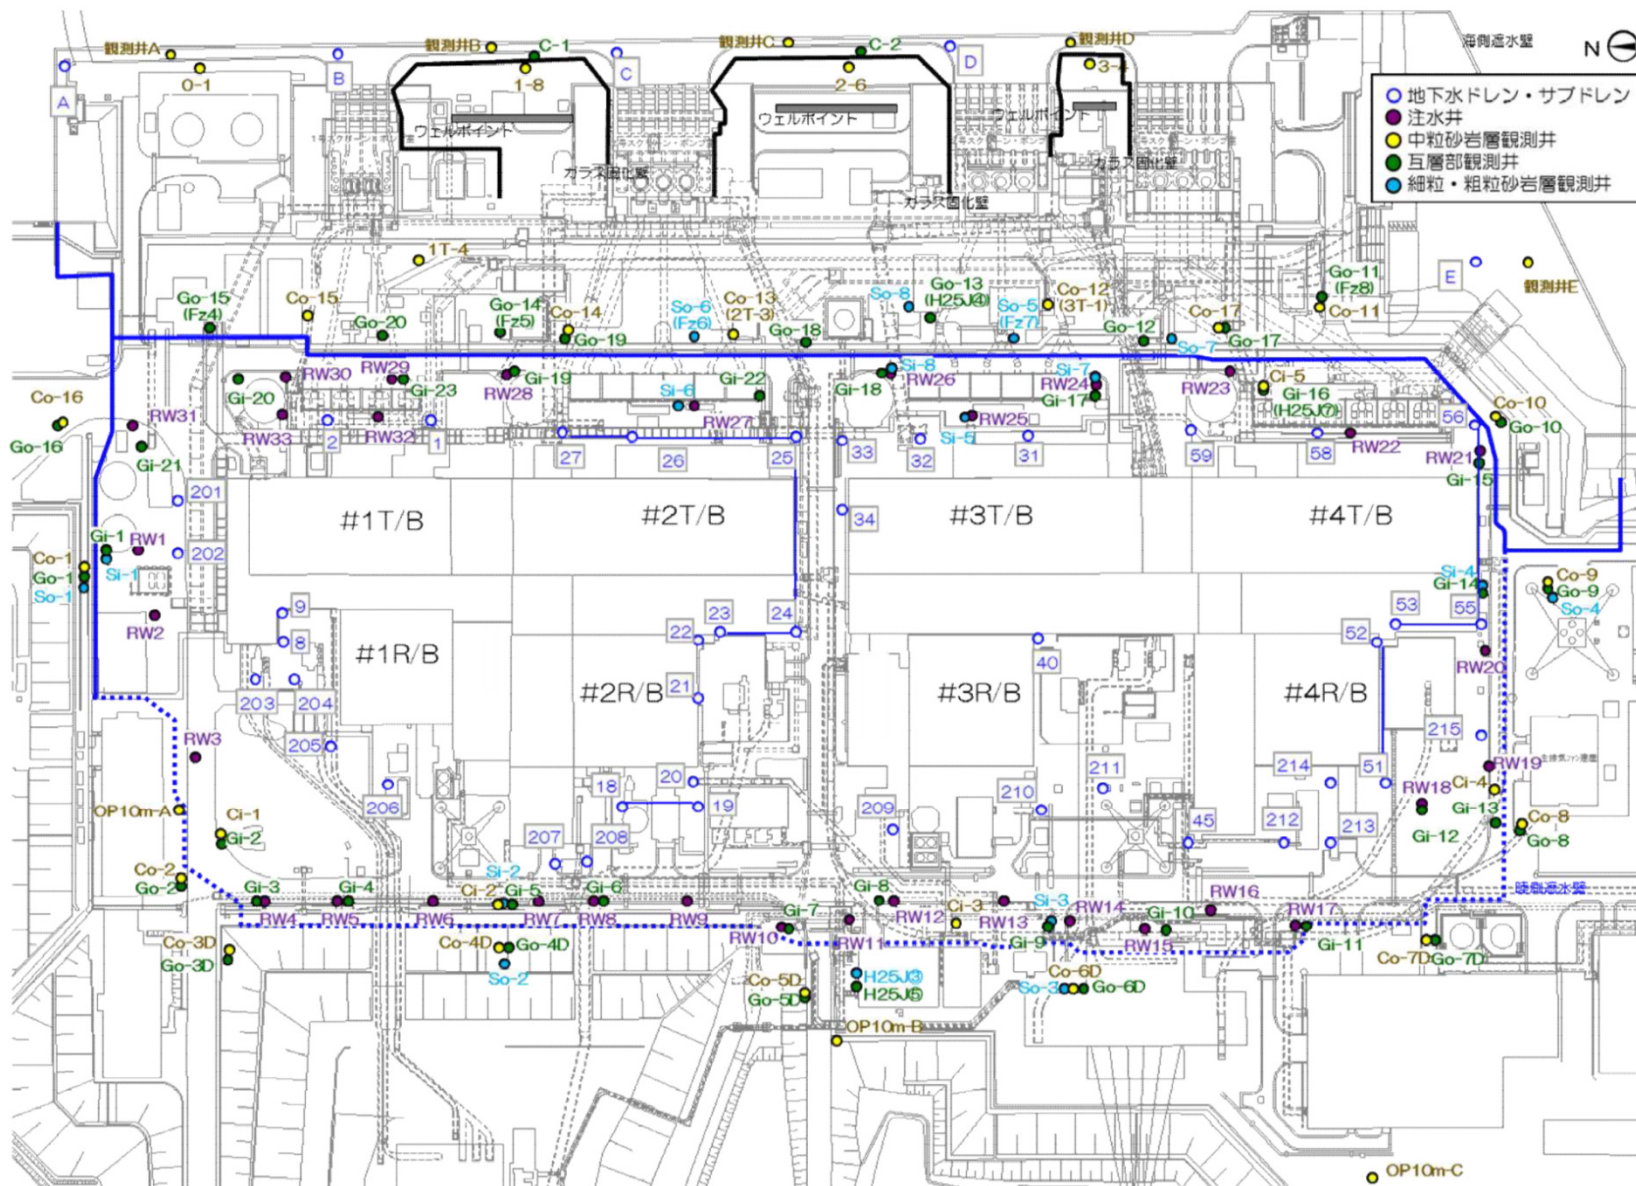 観測井A
観測井B
C-1
観測井C
C-2
観測井D
海側遮水壁
N
A
0-1
B
1-8
C
2-6
D
3-4
地下水ドレン・サブドレン
注水井
中粒砂岩層観測井
互層部観測井
細粒・粗粒砂岩層観測井
ウェルポイント
ウェルポイント
ウェルポイント
ガラス固化壁
ガラス固化壁
ガラス固化壁
1T-4
E
観測井E
Go-15
(Fz4)
Co-15
Go-20
Go-14
(Fz5)
Co-14
Go-19
So-6
(Fz6)
Co-13
(2T-3)
Go-18
So-8
Go-13
(H25J④)
So-5
(Fz7)
Co-12
(3T-1)
Go-12
So-7
Co-17
Go-17
Go-11
(Fz8)
Co-11
Co-16
Go-16
RW31
Gi-21
Gi-20
RW30
RW33
RW29
Gi-23
RW32
2
1
Gi-19
RW28
Si-6
RW27
Gi-22
Gi-18
Si-8
RW26
Si-5
RW25
Si-7
RW24
Gi-17
RW23
Ci-5
Gi-16
(H25J⑦)
RW22
56
Co-10
Go-10
RW21
Gi-15
27
26
25
33
32
31
59
58
201
202
#1T/B
#2T/B
34
#3T/B
#4T/B
Co-1
Go-1
So-1
Gi-1
RW1
Si-1
RW2
Si-4
Gi-14
Co-9
Go-9
So-4
9
8
#1R/B
22
23
24
40
52
53
55
RW20
203
204
205
#2R/B
21
#3R/B
#4R/B
215
RW3
206
18
20
19
209
210
211
214
51
RW18
RW19
Ci-4
Gi-13
Gi-12
Co-8
Go-8
OP10m-A
Ci-1
Gi-2
207
208
45
212
213
Co-2
Go-2
Gi-3
RW4
Gi-4
RW5
RW6
Si-2
Ci-2
Gi-5
RW7
Gi-6
RW8
RW9
Gi-7
RW10
Gi-8
RW11
RW12
Ci-3
RW13
Si-3
Gi-9
RW14
RW15
Gi-10
RW16
RW17
Gi-11
陸側遮水壁
Co-3D
Go-3D
Co-4D
Go-4D
So-2
Co-5D
Go-5D
H25J③
H25J⑤
Co-6D
So-3
Go-6D
Co-7D
Go-7D
OP10m-B
OP10m-C